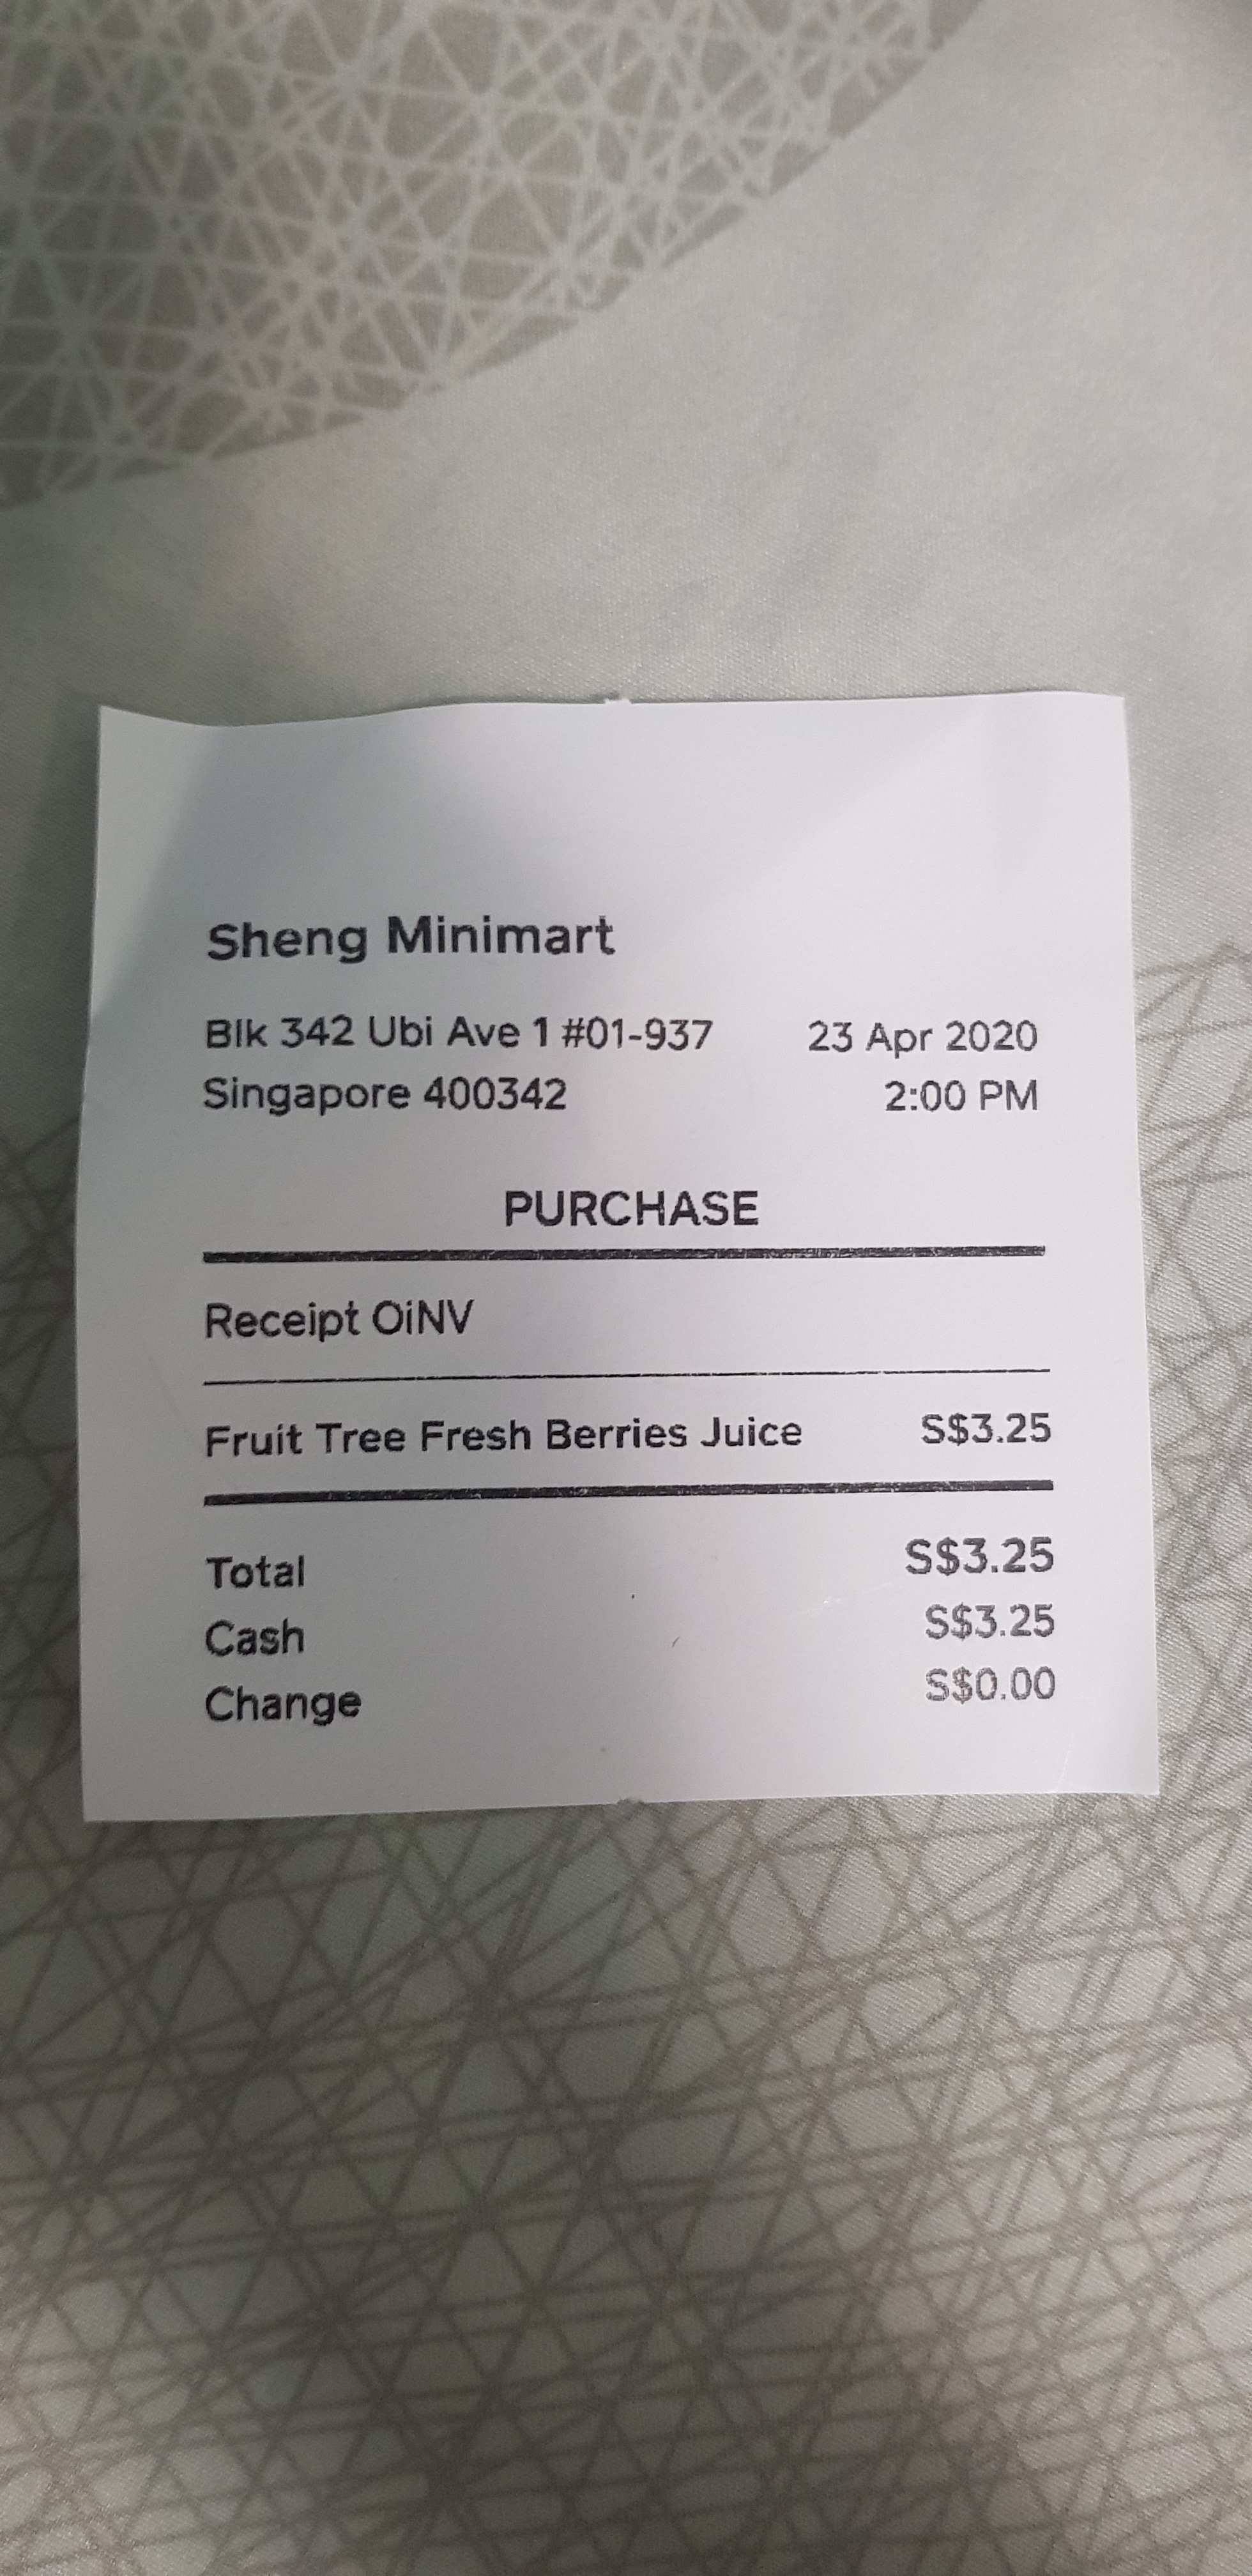 Sheng Minimart
Blk 342 Ubi Ave 1 #01-937 23 Apr 2020
Singapore 400342 2:00 PM
PURCHASE
Receipt OiNV
Fruit Tree Fresh Berries Juice S$3.25
Total S$3.25
Cash S$3.25
Change S$0.00